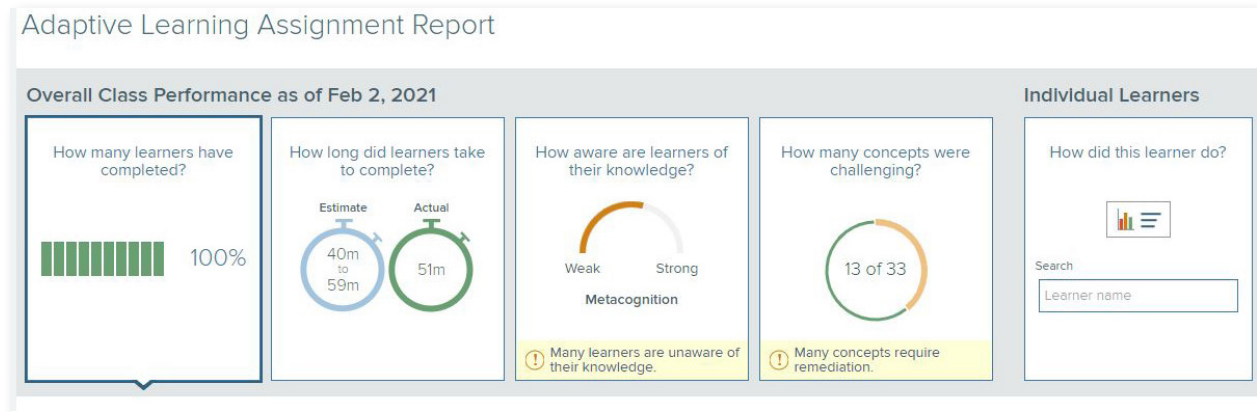 Adaptive Learning Assignment Report
Overall Class Performance as of Feb 2, 2021
How many learners have
completed?
100%
How long did learners take
to complete?
Estimate
Actual
40m
to
59m
51m
How aware are learners of
their knowledge?
Weak
Strong
Metacognition
Many learners are unaware of
their knowledge.
How many concepts were
challenging?
13 of 33
Many concepts require
remediation.
Individual Learners
How did this learner do?
Search
Learner name